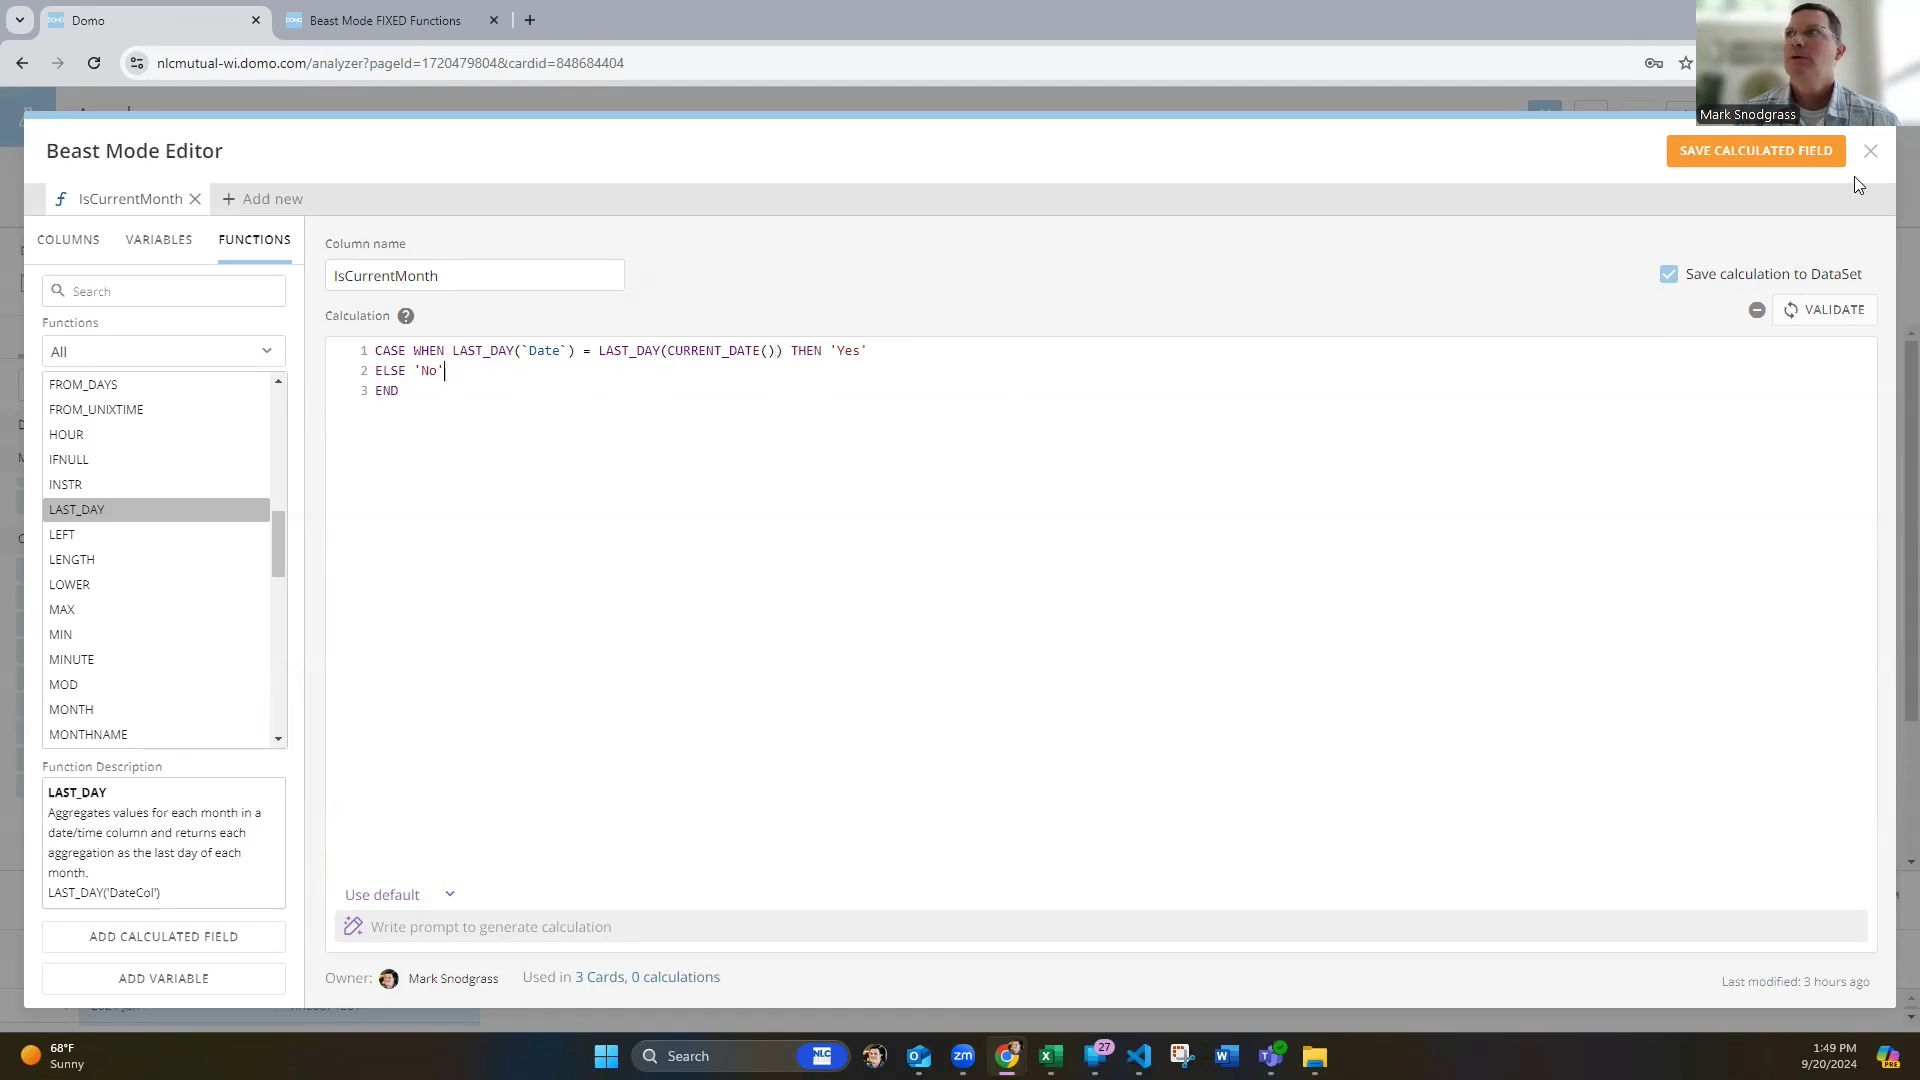 Domo
Beast Mode FIXED Functions
nlcmutual-wi.domo.com/analyzer?pageId=1720479804&cardid=848684404
Mark Snodgrass
Beast Mode Editor
SAVE CALCULATED FIELD
IsCurrentMonth
+ Add new
COLUMNS VARIABLES FUNCTIONS
Column name
IsCurrentMonth
Save calculation to DataSet
Calculation ?
VALIDATE
Search
Functions
All
FROM_DAYS
FROM_UNIXTIME
HOUR
IFNULL
INSTR
LAST_DAY
LEFT
LENGTH
LOWER
MAX
MIN
MINUTE
MOD
MONTH
MONTHNAME
Function Description
LAST_DAY
Aggregates values for each month in a
date/time column and returns each
aggregation as the last day of each
month.
LAST_DAY('DateCol')
ADD CALCULATED FIELD
ADD VARIABLE
1 CASE WHEN LAST_DAY(`Date`) = LAST_DAY(CURRENT_DATE()) THEN 'Yes'
2 ELSE 'No'
3 END
Use default
Write prompt to generate calculation
Owner: Mark Snodgrass Used in 3 Cards, 0 calculations
Last modified: 3 hours ago
68°F
Sunny
Search
NLC
zm
27
1:49 PM
9/20/2024